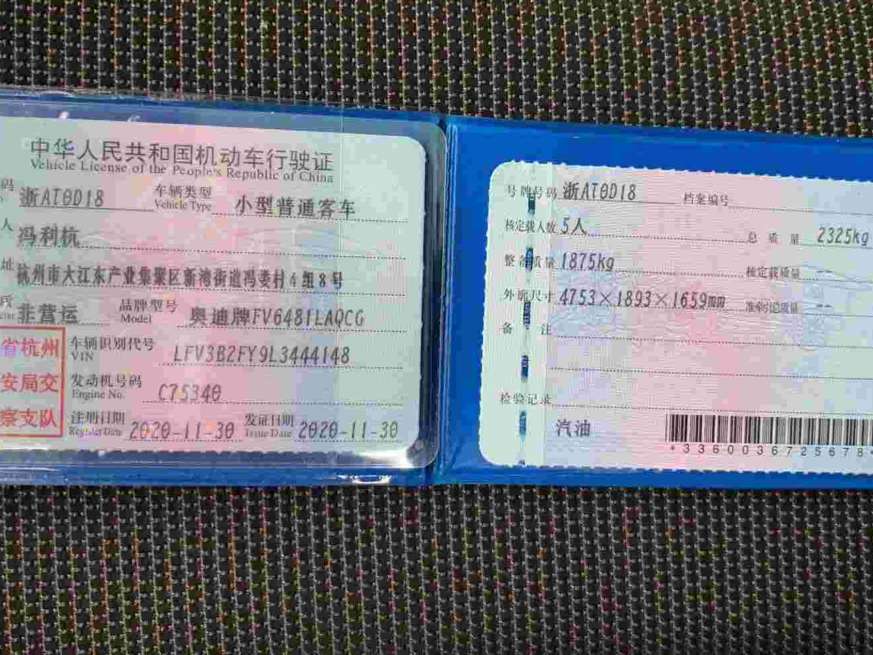 中华人民共和国机动车行驶证
Vehicle License of the People's Republic of China
码 浙AT0D18 车辆类型 Vehicle Type 小型普通客车
人 冯利杭
址 杭州市大江东产业集聚区新湾街道冯娄村4组8号
非营运 品牌型号 Model 奥迪牌FV6481LAQCG
省杭州
安局交
察支队
车辆识别代号 VIN LFV3B2FY9L3444148
发动机号码 Engine No. C75340
注册日期 Register Date 2020-11-30 发证日期 Issue Date 2020-11-30
号牌号码 浙AT0D18 档案编号
核定载人数 5人 总质量 2325kg
整备质量 1875kg 核定载质量 --
外廓尺寸 4753×1893×1659mm 准牵引总质量 --
备注
检验记录
汽油
*33600367256784